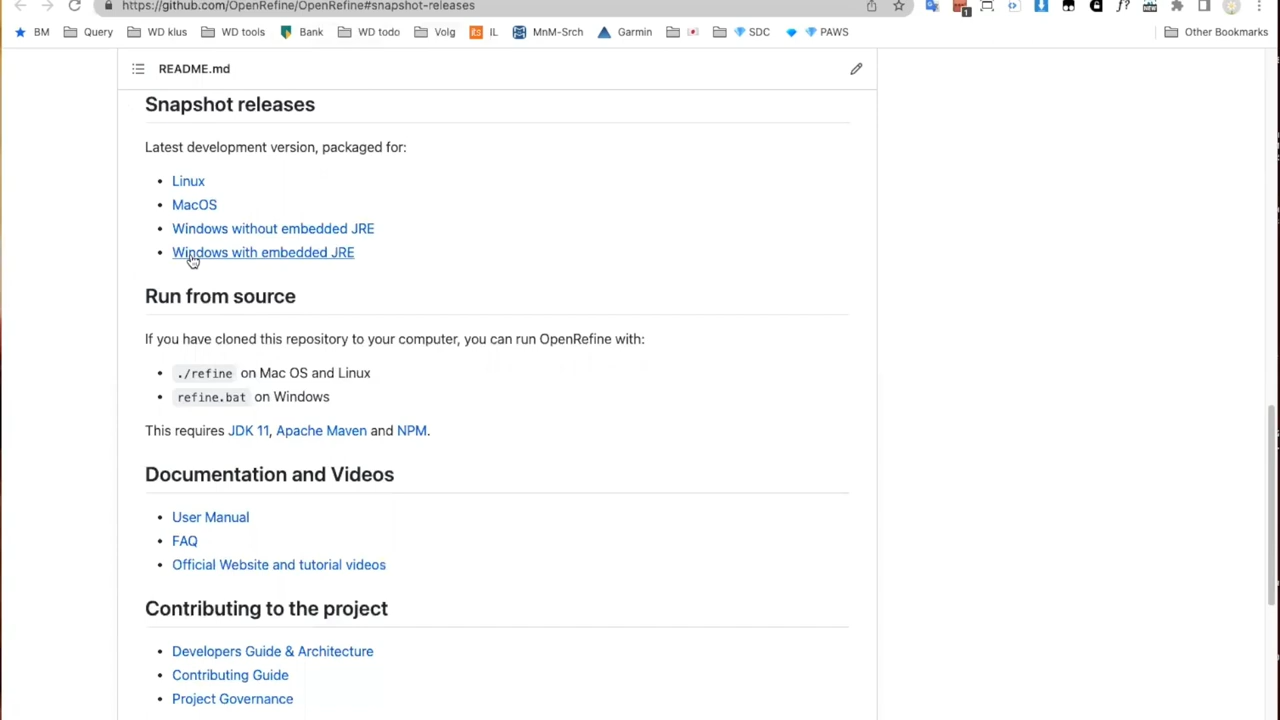 https://github.com/OpenRefine/OpenRefine#snapshot-releases
BM Query WD klus WD tools Bank WD todo Volg IL MnM-Srch Garmin SDC PAWS Other Bookmarks
README.md
Snapshot releases
Latest development version, packaged for:
• Linux
• MacOS
• Windows without embedded JRE
• Windows with embedded JRE
Run from source
If you have cloned this repository to your computer, you can run OpenRefine with:
• ./refine on Mac OS and Linux
• refine.bat on Windows
This requires JDK 11, Apache Maven and NPM.
Documentation and Videos
• User Manual
• FAQ
• Official Website and tutorial videos
Contributing to the project
• Developers Guide & Architecture
• Contributing Guide
• Project Governance